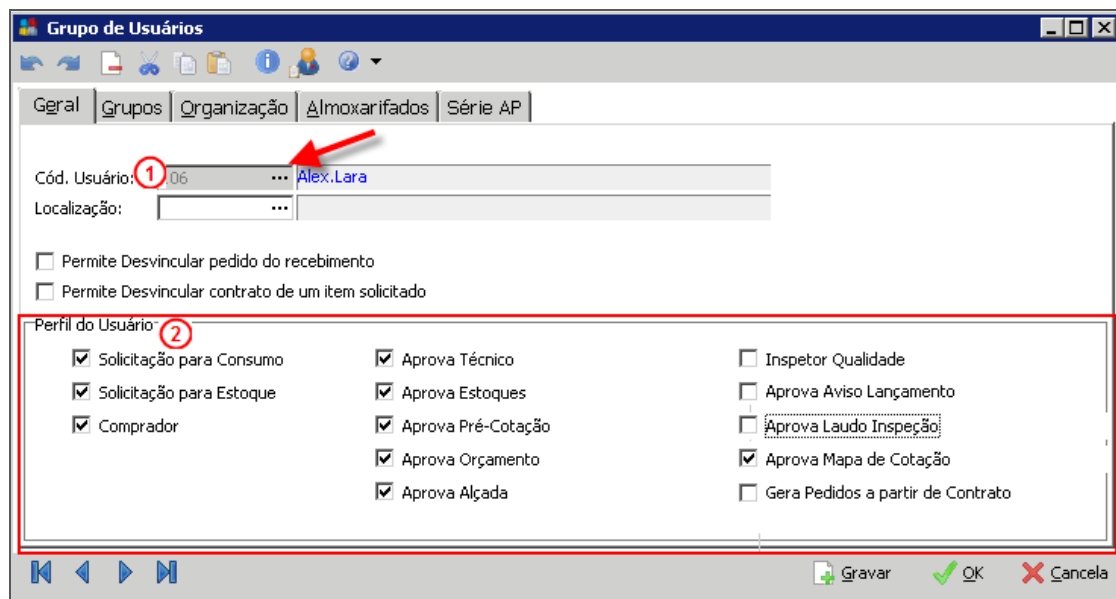 Grupo de Usuários
Geral Grupos Organização Almoxarifados Série AP
Cód. Usuário: 1 06 ... Alex.Lara
Localização: ...
Permite Desvincular pedido do recebimento
Permite Desvincular contrato de um item solicitado
Perfil do Usuário 2
Solicitação para Consumo Aprova Técnico Inspetor Qualidade
Solicitação para Estoque Aprova Estoques Aprova Aviso Lançamento
Comprador Aprova Pré-Cotação Aprova Laudo Inspeção
Aprova Orçamento Aprova Mapa de Cotação
Aprova Alçada Gera Pedidos a partir de Contrato
Gravar OK Cancela